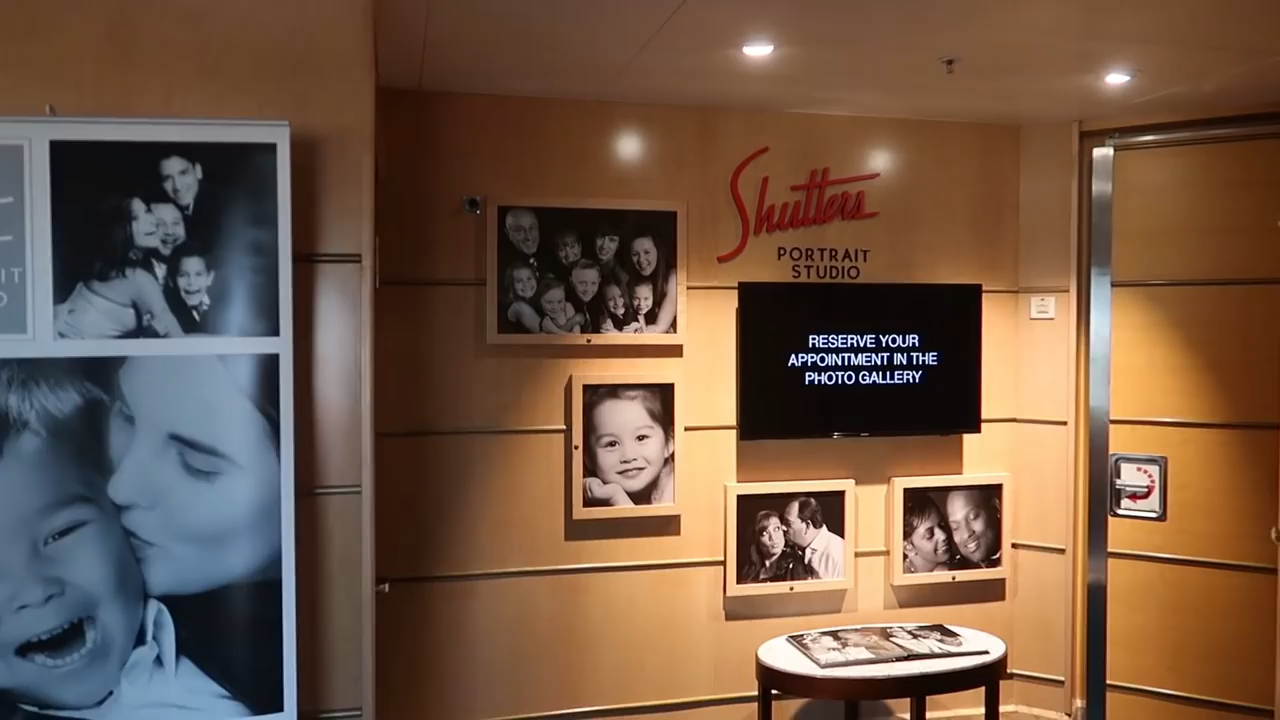 Shutters
PORTRAIT
STUDIO
RESERVE YOUR
APPOINTMENT IN THE
PHOTO GALLERY